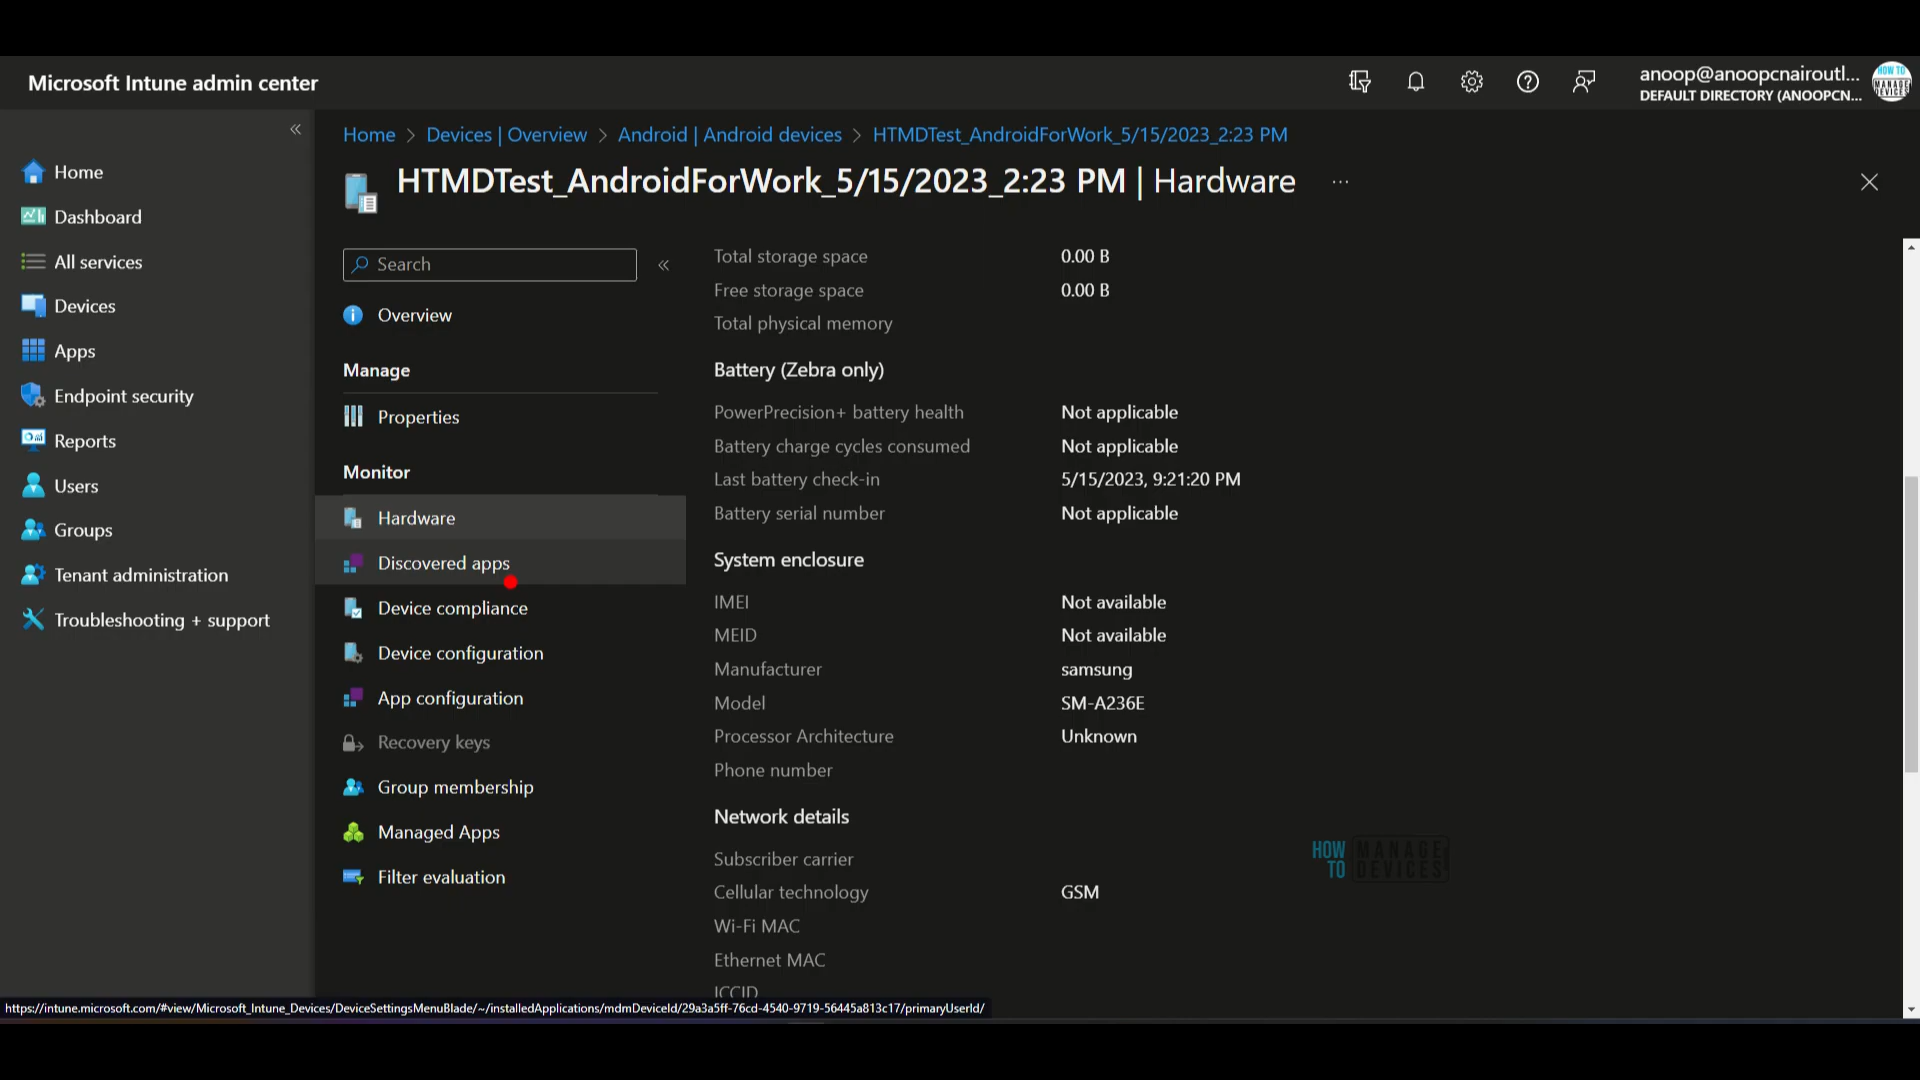 Microsoft Intune admin center
anoop@anoopcnairoutl...
DEFAULT DIRECTORY (ANOOPCN...
HOW TO
MANAGE
DEVICES
Home > Devices | Overview > Android | Android devices > HTMDTest_AndroidForWork_5/15/2023_2:23 PM
HTMDTest_AndroidForWork_5/15/2023_2:23 PM | Hardware ...
Home
Dashboard
All services
Devices
Apps
Endpoint security
Reports
Users
Groups
Tenant administration
Troubleshooting + support
Search
Overview
Manage
Properties
Monitor
Hardware
Discovered apps
Device compliance
Device configuration
App configuration
Recovery keys
Group membership
Managed Apps
Filter evaluation
Total storage space 0.00 B
Free storage space 0.00 B
Total physical memory
Battery (Zebra only)
PowerPrecision+ battery health Not applicable
Battery charge cycles consumed Not applicable
Last battery check-in 5/15/2023, 9:21:20 PM
Battery serial number Not applicable
System enclosure
IMEI Not available
MEID Not available
Manufacturer samsung
Model SM-A236E
Processor Architecture Unknown
Phone number
Network details
Subscriber carrier
Cellular technology GSM
Wi-Fi MAC
Ethernet MAC
ICCID
HOW MANAGE
TO DEVICES
https://intune.microsoft.com/#view/Microsoft_Intune_Devices/DeviceSettingsMenuBlade/~/installedApplications/mdmDeviceId/29a3a5ff-76cd-4540-9719-56445a813c17/primaryUserId/